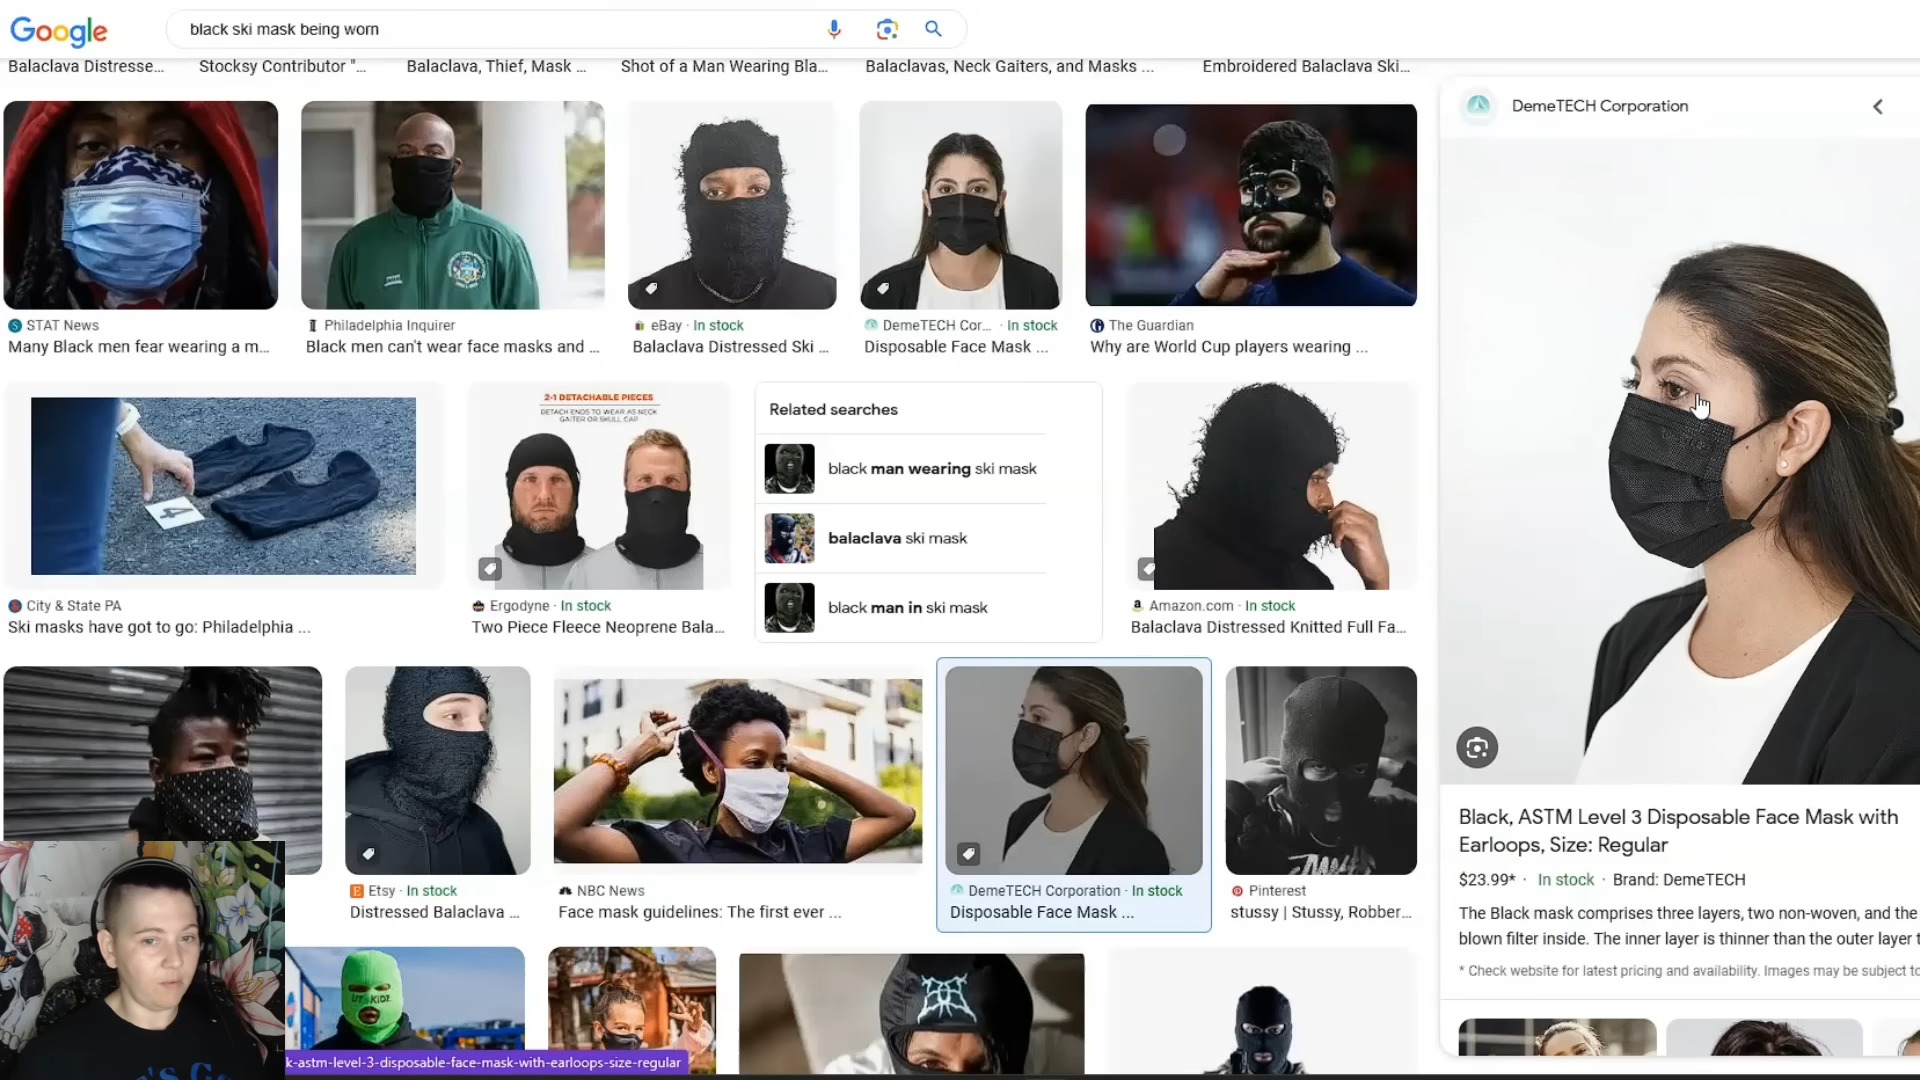 Google
black ski mask being worn
Balaclava Distresse...
Stocksy Contributor "...
Balaclava, Thief, Mask ...
Shot of a Man Wearing Bla...
Balaclavas, Neck Gaiters, and Masks ...
Embroidered Balaclava Ski...
DemeTECH Corporation
STAT News
Many Black men fear wearing a m...
Philadelphia Inquirer
Black men can't wear face masks and ...
eBay · In stock
Balaclava Distressed Ski ...
DemeTECH Cor... · In stock
Disposable Face Mask ...
The Guardian
Why are World Cup players wearing ...
2-1 DETACHABLE PIECES
DETACH ENDS TO WEAR AS NECK
GAITER OR SKULL CAP
4
Related searches
black man wearing ski mask
balaclava ski mask
black man in ski mask
City & State PA
Ski masks have got to go: Philadelphia ...
Ergodyne · In stock
Two Piece Fleece Neoprene Bala...
Amazon.com · In stock
Balaclava Distressed Knitted Full Fa...
Black, ASTM Level 3 Disposable Face Mask with
Earloops, Size: Regular
$23.99* · In stock · Brand: DemeTECH
The Black mask comprises three layers, two non-woven, and the
blown filter inside. The inner layer is thinner than the outer layer
* Check website for latest pricing and availability. Images may be subject
Etsy · In stock
Distressed Balaclava ...
NBC News
Face mask guidelines: The first ever ...
DemeTECH Corporation · In stock
Disposable Face Mask ...
Pinterest
stussy | Stussy, Robber...
k-astm-level-3-disposable-face-mask-with-earloops-size-regular